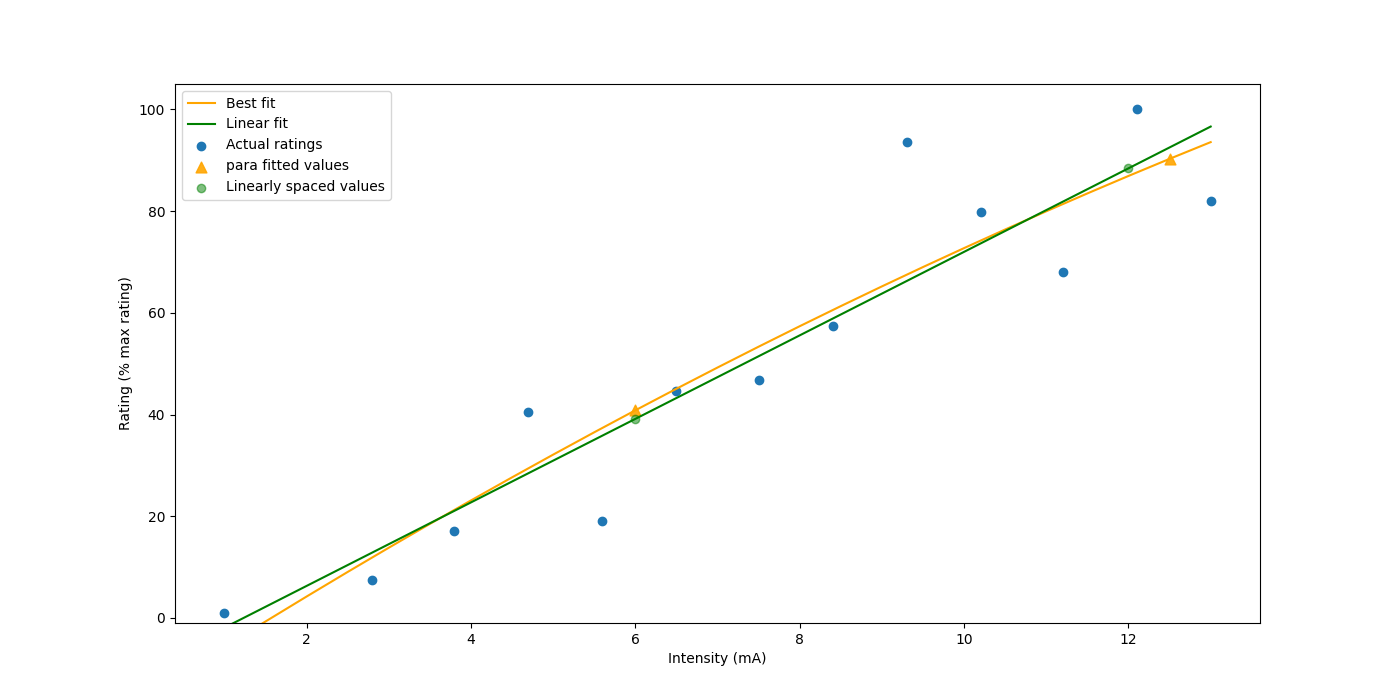 Best fit
Linear fit
Actual ratings
para fitted values
Linearly spaced values
100
80
60
40
20
0
Rating (% max rating)
2 4 6 8 10 12
Intensity (mA)